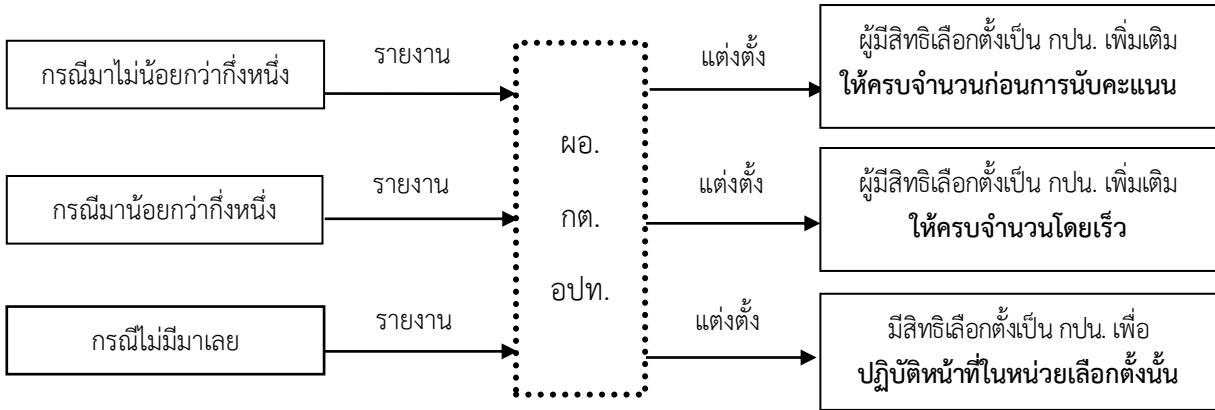 กรณีมาไม่น้อยกว่ากึ่งหนึ่ง
รายงาน
แต่งตั้ง
ผู้มีสิทธิเลือกตั้งเป็น กปน. เพิ่มเติม
ให้ครบจำนวนก่อนการนับคะแนน
กรณีมาน้อยกว่ากึ่งหนึ่ง
รายงาน
ผอ.
กต.
อปท.
แต่งตั้ง
ผู้มีสิทธิเลือกตั้งเป็น กปน. เพิ่มเติม
ให้ครบจำนวนโดยเร็ว
กรณีไม่มีมาเลย
รายงาน
แต่งตั้ง
มีสิทธิเลือกตั้งเป็น กปน. เพื่อ
ปฏิบัติหน้าที่ในหน่วยเลือกตั้งนั้น